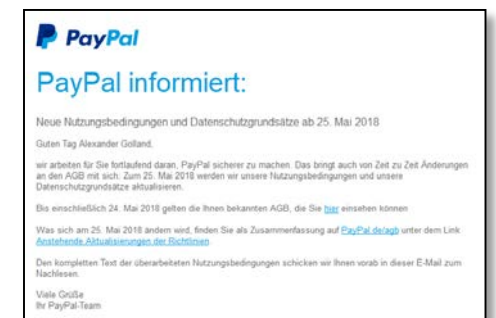 PayPal
PayPal informiert:
Neue Nutzungsbedingungen und Datenschutzgrundsätze ab 25. Mai 2018
Guten Tag Alexander Golland,
wir arbeiten für Sie fortlaufend daran, PayPal sicherer zu machen. Das bringt auch von Zeit zu Zeit Änderungen
an den AGB mit sich. Zum 25. Mai 2018 werden wir unsere Nutzungsbedingungen und unsere
Datenschutzgrundsätze aktualisieren.
Bis einschließlich 24. Mai 2018 gelten die Ihnen bekannten AGB, die Sie hier einsehen können
Was sich am 25. Mai 2018 ändern wird, finden Sie als Zusammenfassung auf PayPal.de/agb unter dem Link
Anstehende Aktualisierungen der Richtlinien.
Den kompletten Text der überarbeiteten Nutzungsbedingungen schicken wir Ihnen vorab in dieser E-Mail zum
Nachlesen.
Viele Grüße
Ihr PayPal-Team